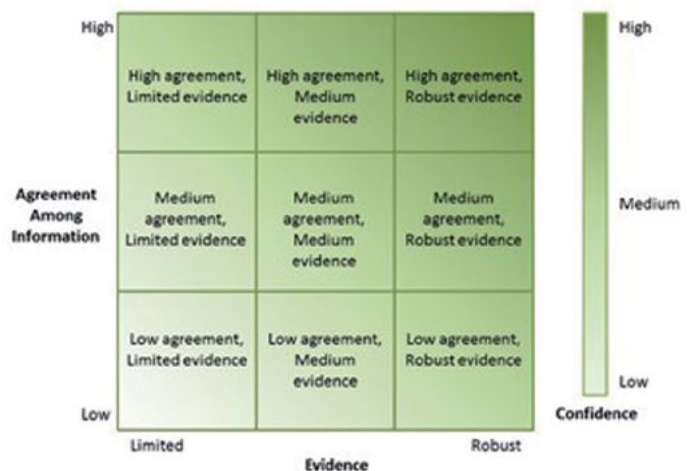 High
High agreement,
Limited evidence
High agreement,
Medium
evidence
High agreement,
Robust evidence
High
Agreement
Among
Information
Medium
agreement,
Limited evidence
Medium
agreement,
Medium
evidence
Medium
agreement,
Robust evidence
Medium
Low agreement,
Limited evidence
Low agreement,
Medium
evidence
Low agreement,
Robust evidence
Low
Low
Confidence
Limited
Robust
Evidence